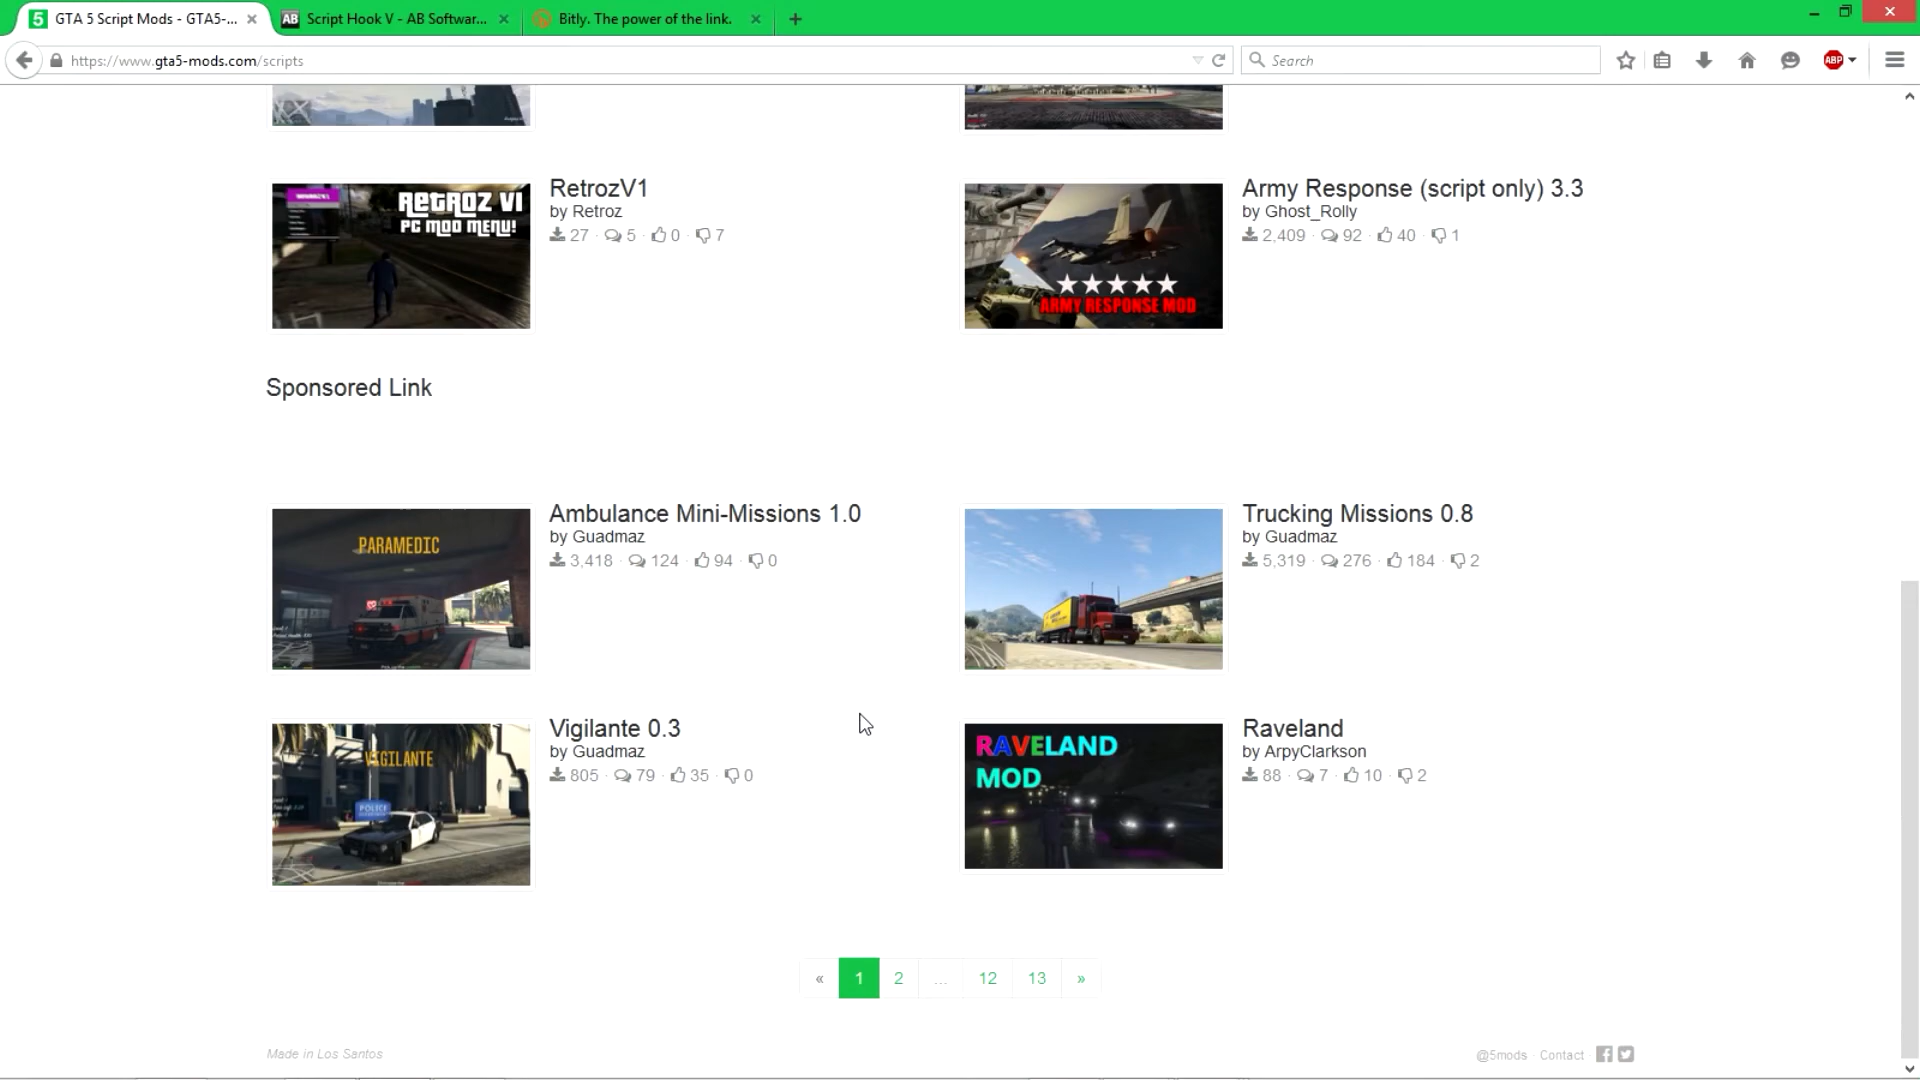 5 GTA 5 Script Mods - GTA5-...
AB Script Hook V - AB Softwar...
Bitly. The power of the link.
https://www.gta5-mods.com/scripts
Search
ABP
RETROZ V1
PC MOD MENU!
RetrozV1
by Retroz
27 · 5 · 0 · 7
ARMY RESPONSE MOD
Army Response (script only) 3.3
by Ghost_Rolly
2,409 · 92 · 40 · 1
Sponsored Link
PARAMEDIC
Ambulance Mini-Missions 1.0
by Guadmaz
3,418 · 124 · 94 · 0
Trucking Missions 0.8
by Guadmaz
5,319 · 276 · 184 · 2
VIGILANTE
POLICE
Vigilante 0.3
by Guadmaz
805 · 79 · 35 · 0
RAVELAND
MOD
Raveland
by ArpyClarkson
88 · 7 · 10 · 2
« 1 2 ... 12 13 »
Made in Los Santos
@5mods · Contact